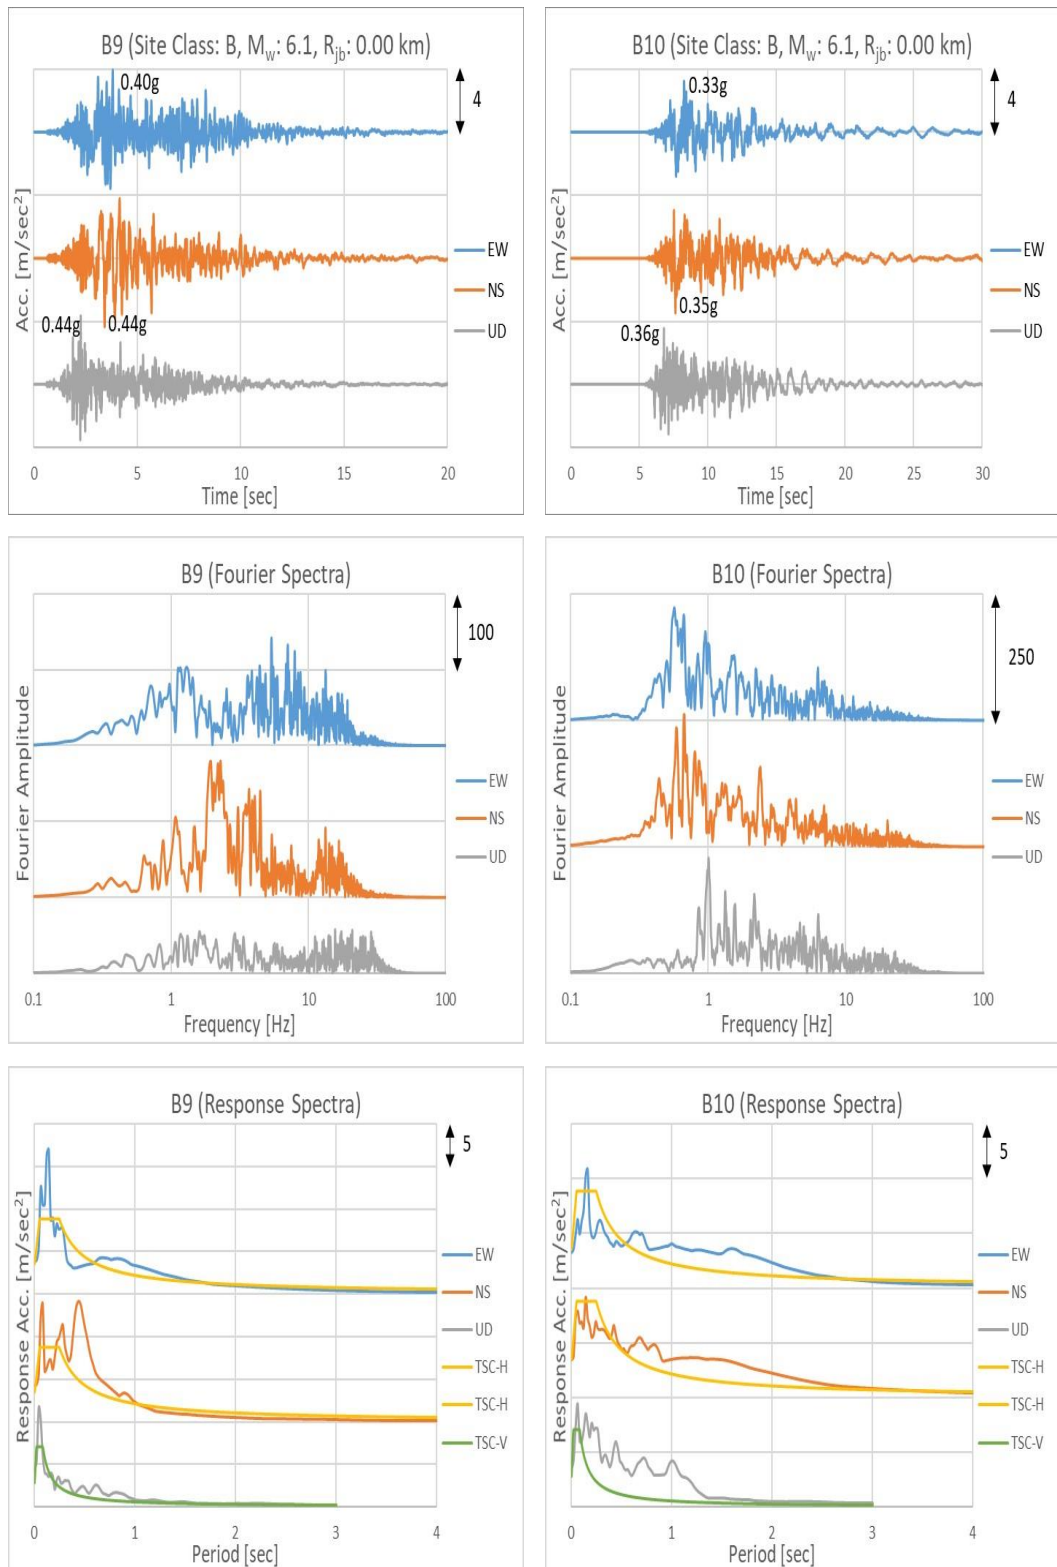 B9 (Site Class: B, Mw: 6.1, Rjb: 0.00 km)
0.40g
4
Acc. [m/sec²]
EW
NS
UD
0.44g
0.44g
0 5 10 15 20
Time [sec]
B10 (Site Class: B, Mw: 6.1, Rjb: 0.00 km)
0.33g
4
Acc. [m/sec²]
EW
NS
UD
0.35g
0.36g
0 5 10 15 20 25 30
Time [sec]
B9 (Fourier Spectra)
100
Fourier Amplitude
EW
NS
UD
0.1 1 10 100
Frequency [Hz]
B10 (Fourier Spectra)
250
Fourier Amplitude
EW
NS
UD
0.1 1 10 100
Frequency [Hz]
B9 (Response Spectra)
5
Response Acc. [m/sec²]
EW
NS
UD
TSC-H
TSC-H
TSC-V
0 1 2 3 4
Period [sec]
B10 (Response Spectra)
5
Response Acc. [m/sec²]
EW
NS
UD
TSC-H
TSC-H
TSC-V
0 1 2 3 4
Period [sec]